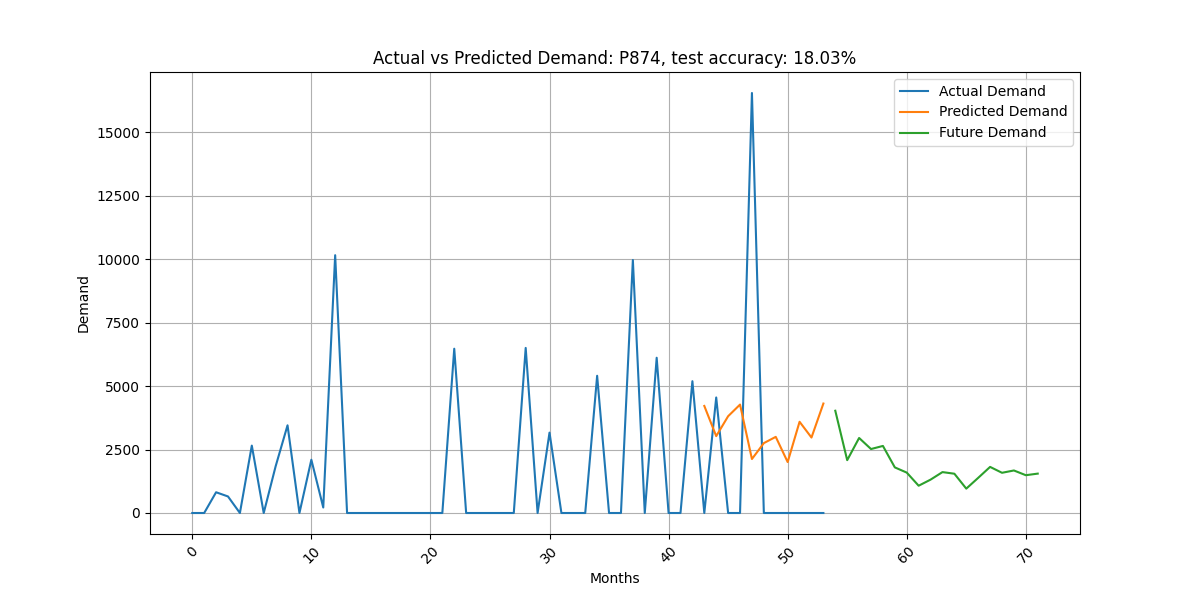 Actual vs Predicted Demand: P874, test accuracy: 18.03%
Actual Demand
Predicted Demand
Future Demand
Demand
15000
12500
10000
7500
5000
2500
0
0 10 20 30 40 50 60 70
Months